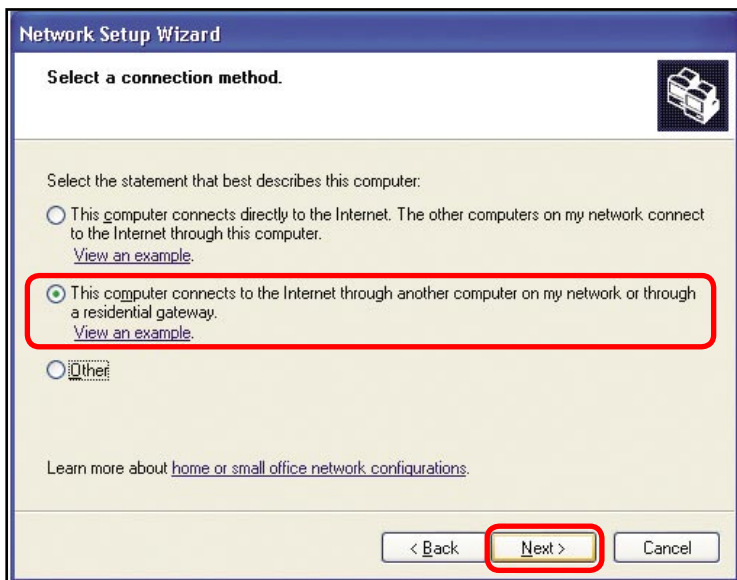 Network Setup Wizard
Select a connection method.
Select the statement that best describes this computer:
This computer connects directly to the Internet. The other computers on my network connect
to the Internet through this computer.
View an example.
This computer connects to the Internet through another computer on my network or through
a residential gateway.
View an example.
Other
Learn more about home or small office network configurations.
< Back Next > Cancel